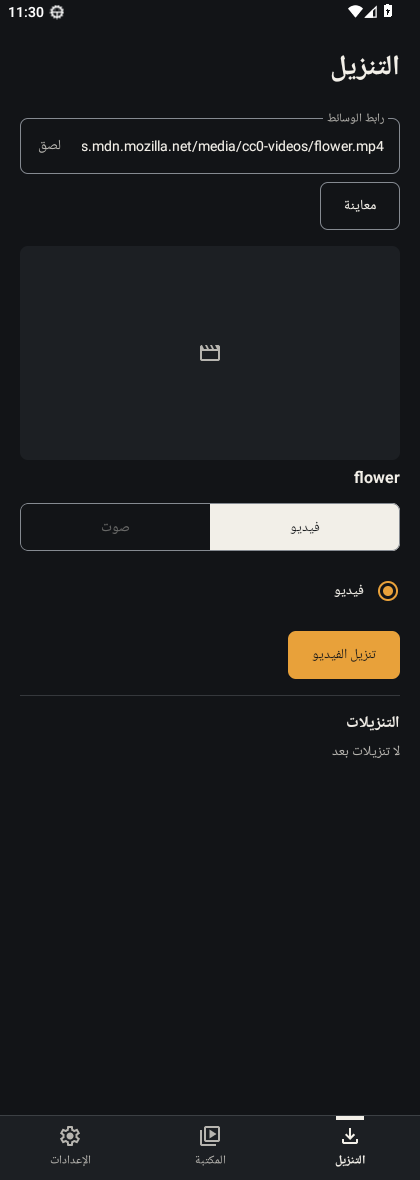 11:30
التنزيل
رابط الوسائط
s.mdn.mozilla.net/media/cc0-videos/flower.mp4 لصق
معاينة
flower
فيديو صوت
فيديو
تنزيل الفيديو
التنزيلات
لا تنزيلات بعد
التنزيل المكتبة الإعدادات